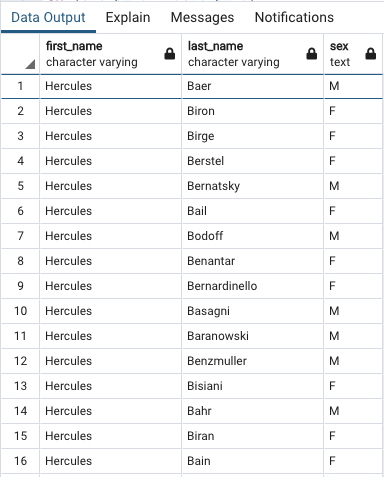 Data Output Explain Messages Notifications
first_name last_name sex
character varying character varying text
1 Hercules Baer M
2 Hercules Biron F
3 Hercules Birge F
4 Hercules Berstel F
5 Hercules Bernatsky M
6 Hercules Bail F
7 Hercules Bodoff M
8 Hercules Benantar F
9 Hercules Bernardinello F
10 Hercules Basagni M
11 Hercules Baranowski M
12 Hercules Benzmuller M
13 Hercules Bisiani F
14 Hercules Bahr M
15 Hercules Biran F
16 Hercules Bain F